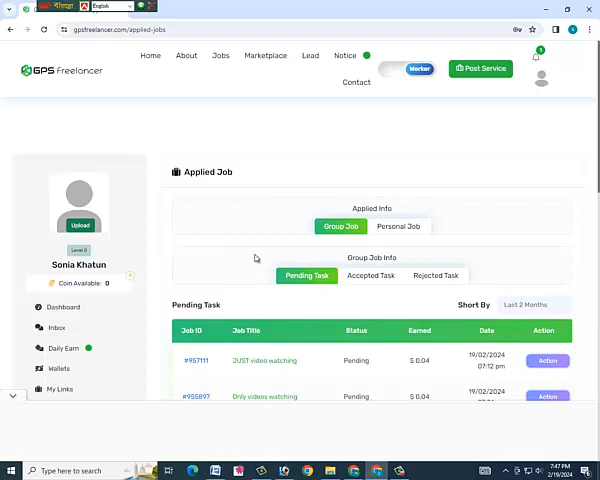 বাংলা
English
gpsfreelancer.com/applied-jobs
Home About Jobs Marketplace Lead Notice
Contact
GPS Freelancer
Worker
Post Service
1
Applied Job
Upload
Level 0
Sonia Khatun
Coin Available: 0
Dashboard
Inbox
Daily Earn
Wallets
My Links
Applied Info
Group Job Personal Job
Group Job Info
Pending Task Accepted Task Rejected Task
Pending Task Short By Last 2 Months
Job ID Job Title Status Earned Date Action
#957111 JUST video watching Pending $ 0.04 19/02/2024 07:12 pm Action
#955897 Only videos watching Pending $ 0.04 19/02/2024 Action
Type here to search
7:47 PM
2/19/2024